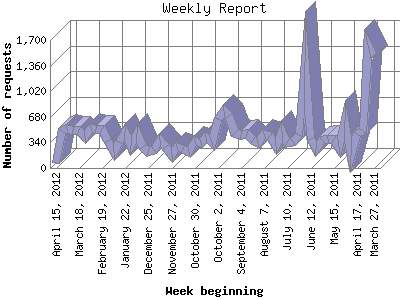 Weekly Report
Number of requests
1,700
1,360
1,020
680
340
0
April 15, 2012
March 18, 2012
February 19, 2012
January 22, 2012
December 25, 2011
November 27, 2011
October 30, 2011
October 2, 2011
September 4, 2011
August 7, 2011
July 10, 2011
June 12, 2011
May 15, 2011
April 17, 2011
March 27, 2011
Week beginning